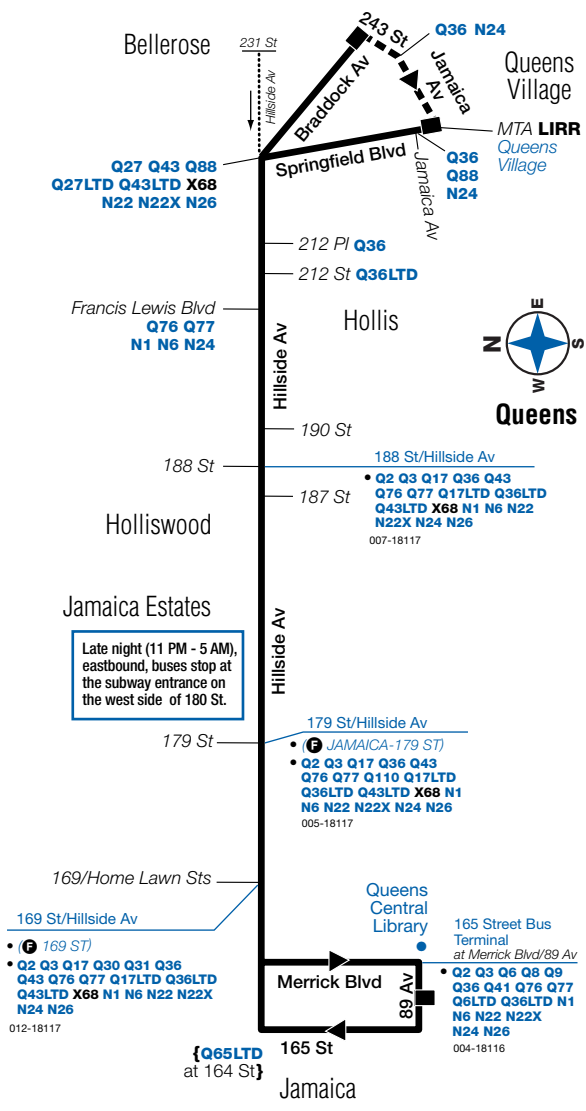 Bellerose
231 St
Hillside Av
243 St
Q36 N24
Jamaica
Av
Queens
Village
Braddock Av
MTA LIRR
Queens
Village
Springfield Blvd
Jamaica Av
Q36
Q88
N24
Q27 Q43 Q88
Q27LTD Q43LTD X68
N22 N22X N26
212 Pl Q36
212 St Q36LTD
Francis Lewis Blvd
Q76 Q77
N1 N6 N24
Hollis
Hillside Av
N
E
S
W
Queens
190 St
188 St
188 St/Hillside Av
• Q2 Q3 Q17 Q36 Q43
Q76 Q77 Q17LTD Q36LTD
Q43LTD X68 N1 N6 N22
N22X N24 N26
007-18117
187 St
Holliswood
Jamaica Estates
Late night (11 PM - 5 AM),
eastbound, buses stop at
the subway entrance on
the west side of 180 St.
Hillside Av
179 St
179 St/Hillside Av
• (F JAMAICA-179 ST)
• Q2 Q3 Q17 Q36 Q43
Q76 Q77 Q110 Q17LTD
Q36LTD Q43LTD X68 N1
N6 N22 N22X N24 N26
005-18117
169/Home Lawn Sts
169 St/Hillside Av
• (F 169 ST)
• Q2 Q3 Q17 Q30 Q31 Q36
Q43 Q76 Q77 Q17LTD Q36LTD
Q43LTD X68 N1 N6 N22 N22X
N24 N26
012-18117
Queens
Central
Library
165 Street Bus
Terminal
at Merrick Blvd/89 Av
• Q2 Q3 Q6 Q8 Q9
Q36 Q41 Q76 Q77
Q6LTD Q36LTD N1
N6 N22 N22X
N24 N26
004-18116
Merrick Blvd
89 Av
165 St
{Q65LTD
at 164 St}
Jamaica